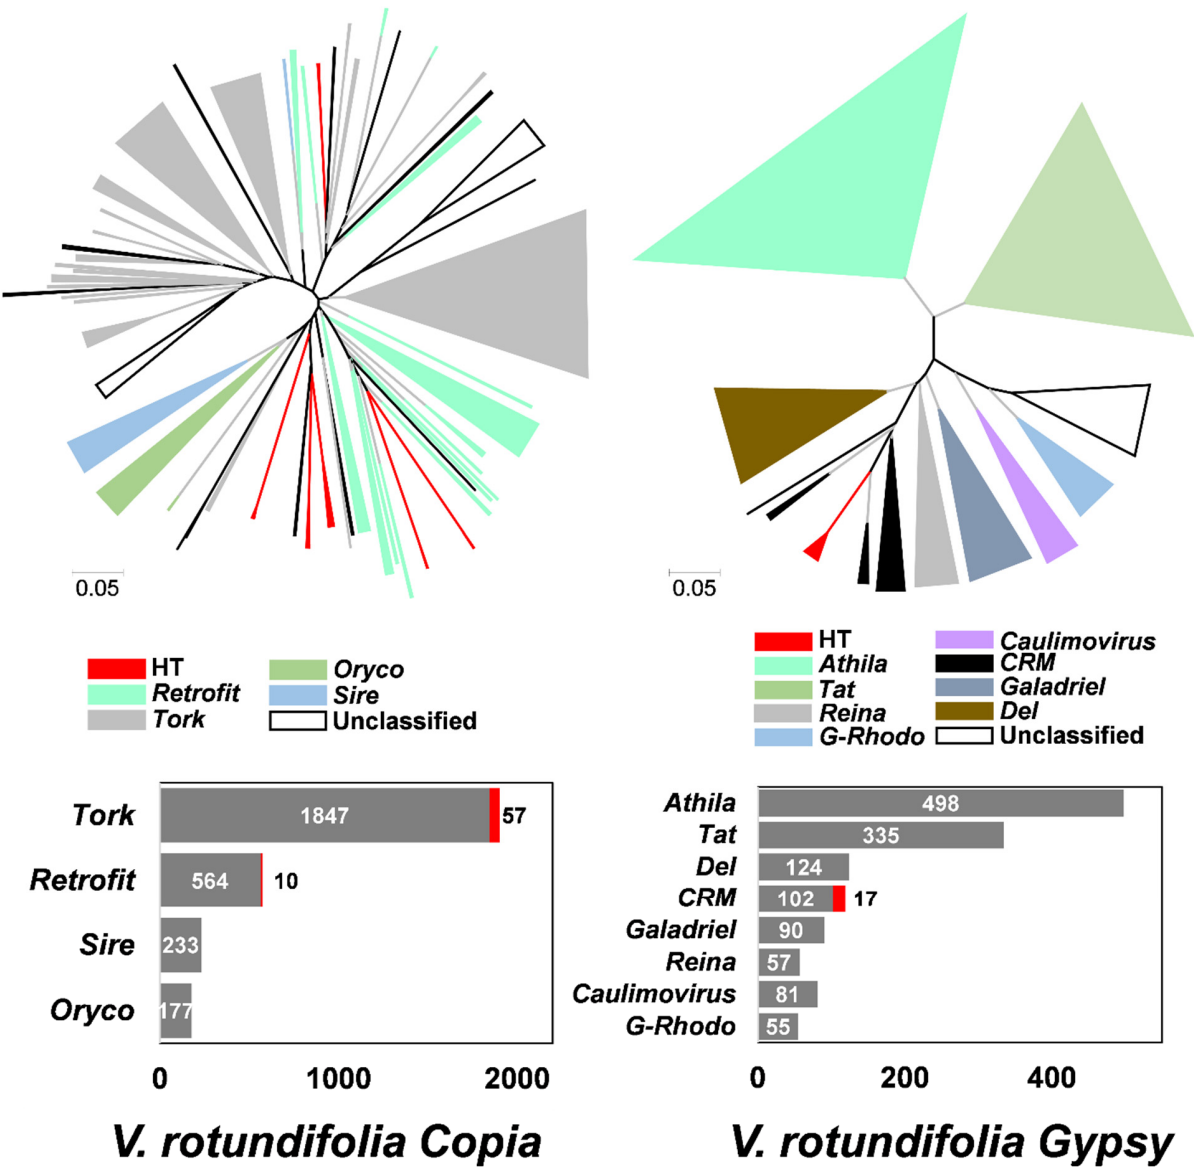 0.05
0.05
HT
Retrofit
Tork
Oryco
Sire
Unclassified
HT
Athila
Tat
Reina
G-Rhodo
Caulimovirus
CRM
Galadriel
Del
Unclassified
Tork 1847 57
Retrofit 564 10
Sire 233
Oryco 177
0 1000 2000
V. rotundifolia Copia
Athila 498
Tat 335
Del 124
CRM 102 17
Galadriel 90
Reina 57
Caulimovirus 81
G-Rhodo 55
0 200 400
V. rotundifolia Gypsy